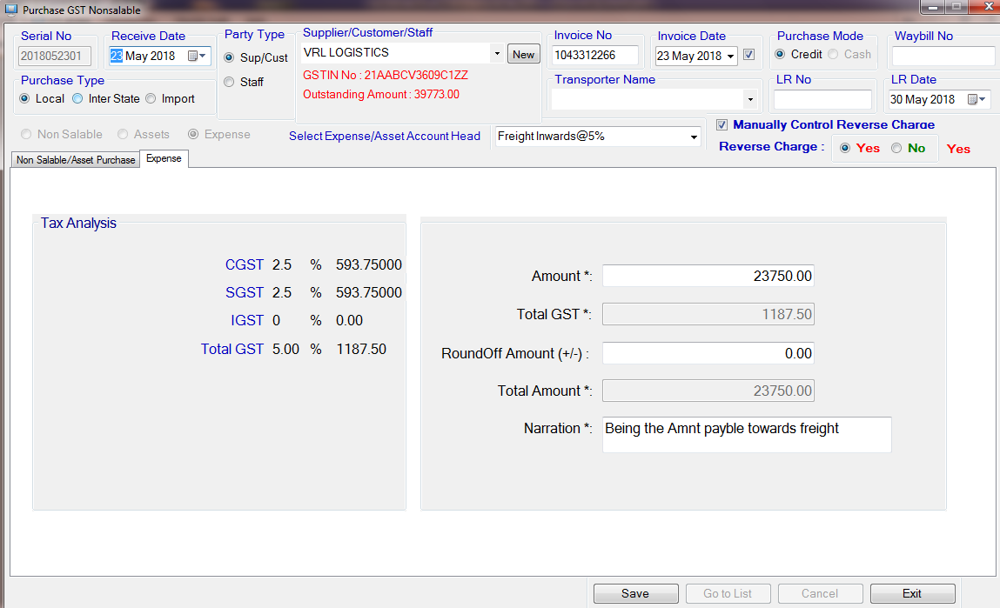 Purchase GST Nonsalable
Serial No
2018052301
Receive Date
23 May 2018
Party Type
Sup/Cust
Staff
Supplier/Customer/Staff
VRL LOGISTICS
New
GSTIN No : 21AABCV3609C1ZZ
Outstanding Amount : 39773.00
Invoice No
1043312266
Invoice Date
23 May 2018
Purchase Mode
Credit
Cash
Waybill No
Purchase Type
Local
Inter State
Import
Transporter Name
LR No
LR Date
30 May 2018
Non Salable
Assets
Expense
Select Expense/Asset Account Head
Freight Inwards@5%
Manually Control Reverse Charge
Reverse Charge :
Yes
No
Yes
Non Salable/Asset Purchase
Expense
Tax Analysis
CGST 2.5 % 593.75000
SGST 2.5 % 593.75000
IGST 0 % 0.00
Total GST 5.00 % 1187.50
Amount *: 23750.00
Total GST *: 1187.50
RoundOff Amount (+/-) : 0.00
Total Amount *: 23750.00
Narration *: Being the Amnt payble towards freight
Save
Go to List
Cancel
Exit